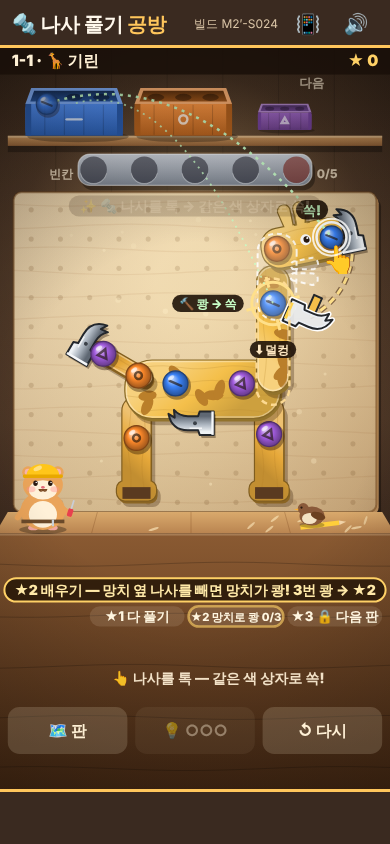 🔩 나사 풀기 공방
빌드 M2'-S024
1-1 · 🦒 기린
★ 0
다음
빈칸
0/5
쏙!
🔨 쾅 → 쏙
⬇덜컹
★2 배우기 — 망치 옆 나사를 빼면 망치가 쾅! 3번 쾅 → ★2
★1 다 풀기
★2 망치로 쾅 0/3
★3 🔒 다음 판
👆 나사를 톡 — 같은 색 상자로 쏙!
🗺️ 판
💡 ○○○
↺ 다시